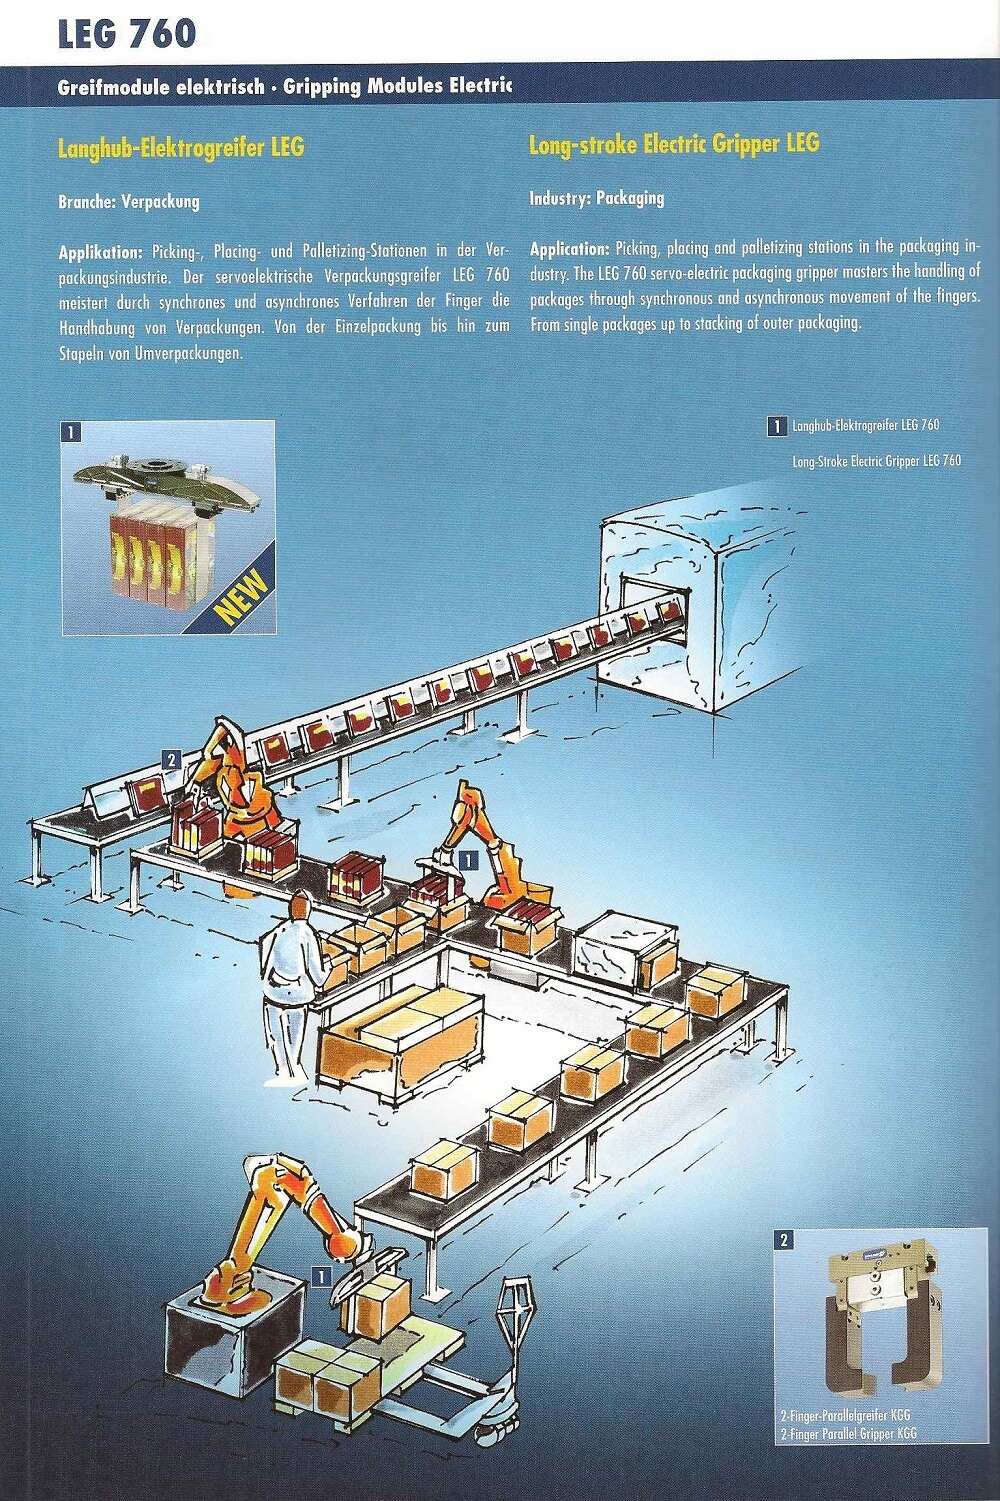 LEG 760
Greifmodule elektrisch · Gripping Modules Electric
Langhub-Elektrogreifer LEG
Branche: Verpackung
Applikation: Picking-, Placing- und Palletizing-Stationen in der Ver-
packungsindustrie. Der servoelektrische Verpackungsgreifer LEG 760
meistert durch synchrones und asynchrones Verfahren der Finger die
Handhabung von Verpackungen. Von der Einzelpackung bis hin zum
Stapeln von Umverpackungen.
Long-stroke Electric Gripper LEG
Industry: Packaging
Application: Picking, placing and palletizing stations in the packaging in-
dustry. The LEG 760 servo-electric packaging gripper masters the handling of
packages through synchronous and asynchronous movement of the fingers.
From single packages up to stacking of outer packaging.
1
NEW
1 Langhub-Elektrogreifer LEG 760
Long-Stroke Electric Gripper LEG 760
2
1
1
2
2-Finger-Parallelgreifer KGG
2-Finger Parallel Gripper KGG